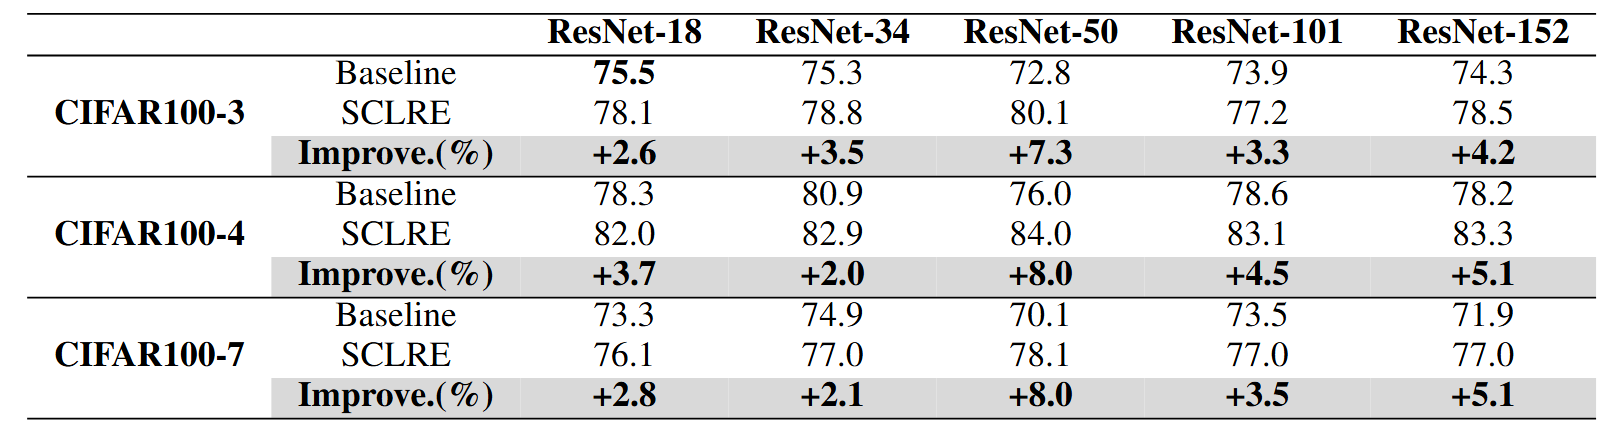 ResNet-18 ResNet-34 ResNet-50 ResNet-101 ResNet-152
Baseline 75.5 75.3 72.8 73.9 74.3
CIFAR100-3 SCLRE 78.1 78.8 80.1 77.2 78.5
Improve.(%) +2.6 +3.5 +7.3 +3.3 +4.2
Baseline 78.3 80.9 76.0 78.6 78.2
CIFAR100-4 SCLRE 82.0 82.9 84.0 83.1 83.3
Improve.(%) +3.7 +2.0 +8.0 +4.5 +5.1
Baseline 73.3 74.9 70.1 73.5 71.9
CIFAR100-7 SCLRE 76.1 77.0 78.1 77.0 77.0
Improve.(%) +2.8 +2.1 +8.0 +3.5 +5.1